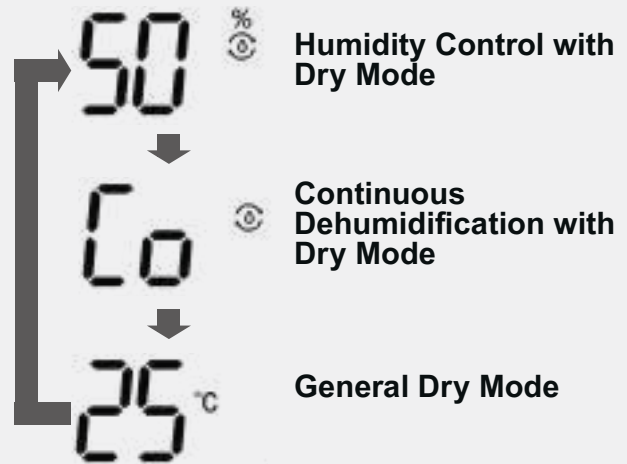 50 %
Humidity Control with
Dry Mode
Co
Continuous
Dehumidification with
Dry Mode
25 °C
General Dry Mode